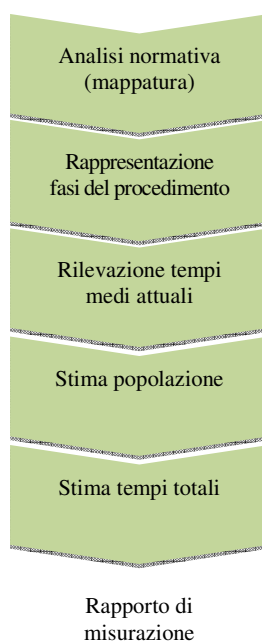 Analisi normativa
(mappatura)
Rappresentazione
fasi del procedimento
Rilevazione tempi
medi attuali
Stima popolazione
Stima tempi totali
Rapporto di
misurazione